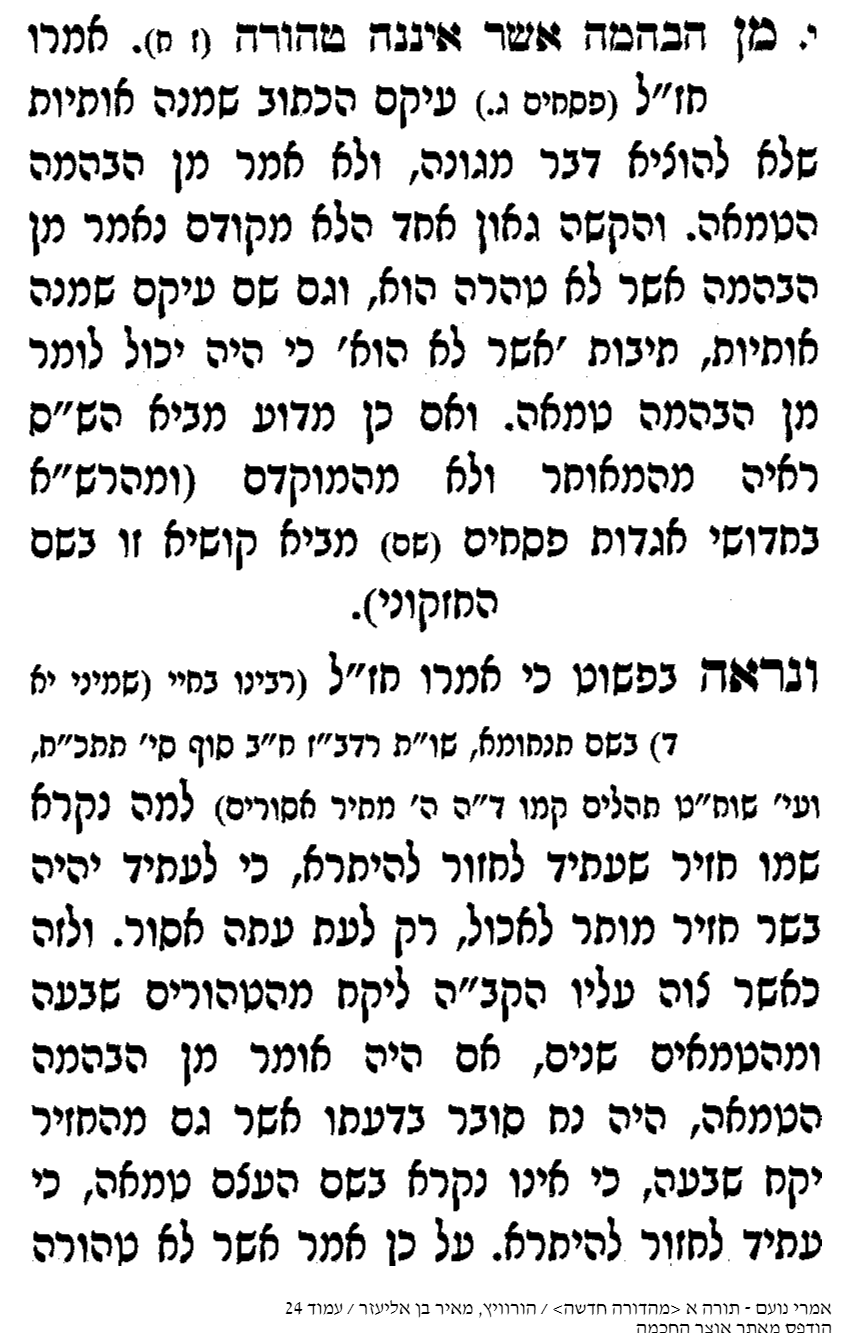 י. מן הבהמה אשר איננה טהורה (ז ח). אמרו
חז״ל (פסחים ג.) עיקם הכתוב שמנה אותיות
שלא להוציא דבר מגונה, ולא אמר מן הבהמה
הטמאה. והקשה גאון אחד הלא מקודם נאמר מן
הבהמה אשר לא טהרה הוא, וגם שם עיקם שמנה
אותיות, תיבות ׳אשר לא הוא׳ כי היה יכול לומר
מן הבהמה טמאה. ואם כן מדוע מביא הש״ס
ראיה מהמאוחר ולא מהמוקדם (ומהרש״א
בחדושי אגדות פסחים (שם) מביא קושיא זו בשם
החזקוני).
ונראה בפשוט כי אמרו חז״ל (רבינו בחיי (שמיני יא
ד) בשם תנחומא, שו״ת רדב״ז ח״ב סוף סי׳ תתכ״ח,
ועי׳ שוח״ט תהלים קמו ד״ה ה׳ מתיר אסורים) למה נקרא
שמו חזיר שעתיד לחזור להיתרא, כי לעתיד יהיה
בשר חזיר מותר לאכול, רק לעת עתה אסור. ולזה
כאשר צוה עליו הקב״ה ליקח מהטהורים שבעה
ומהטמאים שנים, אם היה אומר מן הבהמה
הטמאה, היה נח סובר בדעתו אשר גם מהחזיר
יקח שבעה, כי אינו נקרא בשם העצם טמאה, כי
עתיד לחזור להיתרא. על כן אמר אשר לא טהורה
אמרי נועם - תורה א <מהדורה חדשה> / הורוויץ, מאיר בן אליעזר / עמוד 24
הודפס מאתר אוצר החכמה